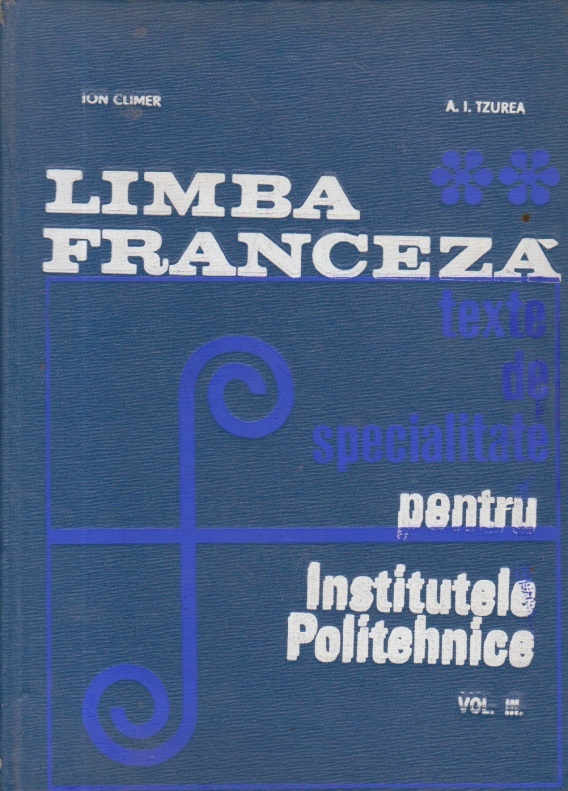 ION CLIMER
A. I. TZUREA
LIMBA
FRANCEZĂ
texte
de
specialitate
pentru
Institutele
Politehnice
VOL. III.